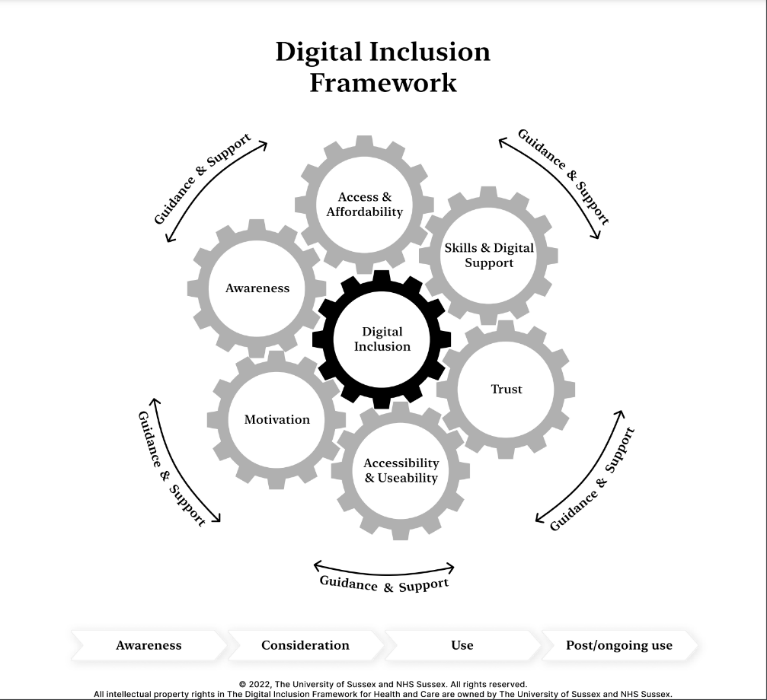 Digital Inclusion
Framework
Guidance & Support
Guidance & Support
Access &
Affordability
Skills & Digital
Support
Awareness
Digital
Inclusion
Trust
Motivation
Accessibility
& Useability
Guidance & Support
Guidance & Support
Guidance & Support
Awareness
Consideration
Use
Post/ongoing use
© 2022, The University of Sussex and NHS Sussex. All rights reserved.
All intellectual property rights in The Digital Inclusion Framework for Health and Care are owned by The University of Sussex and NHS Sussex.